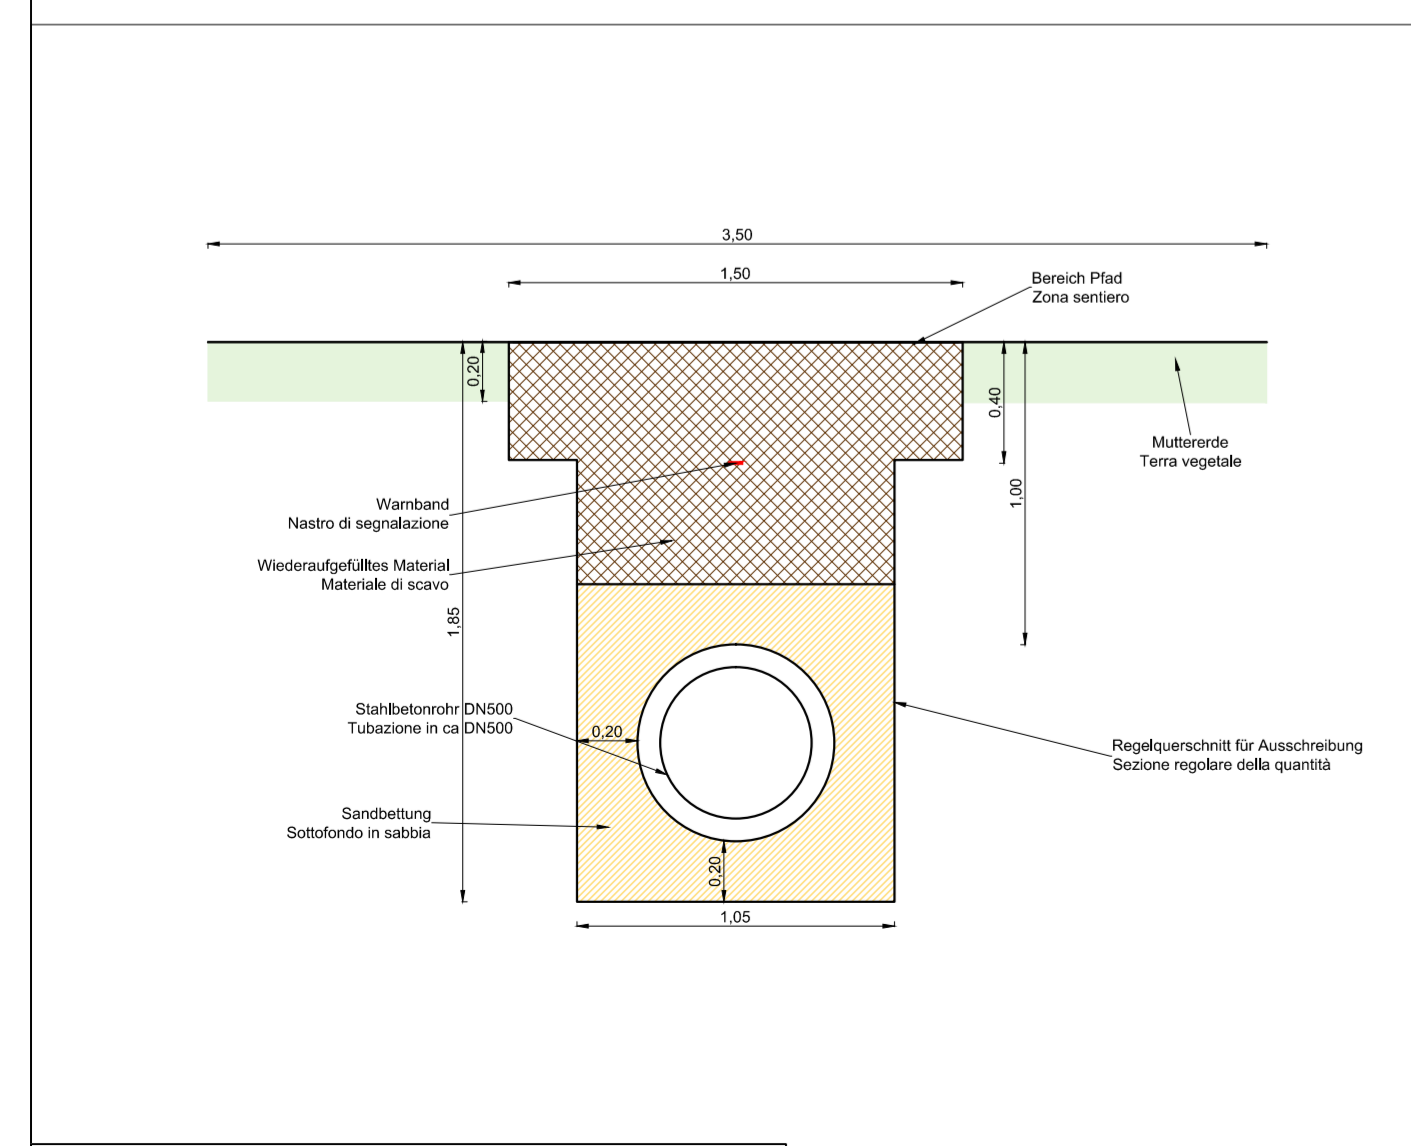 3,50
1,50
Bereich Pfad
Zona sentiero
0,20
0,40
Muttererde
Terra vegetale
1,00
Warnband
Nastro di segnalazione
Wiederaufgefülltes Material
Materiale di scavo
1,85
Stahlbetonrohr DN500
Tubazione in ca DN500
0,20
Regelquerschnitt für Ausschreibung
Sezione regolare della quantità
Sandbettung
Sottofondo in sabbia
0,20
1,05